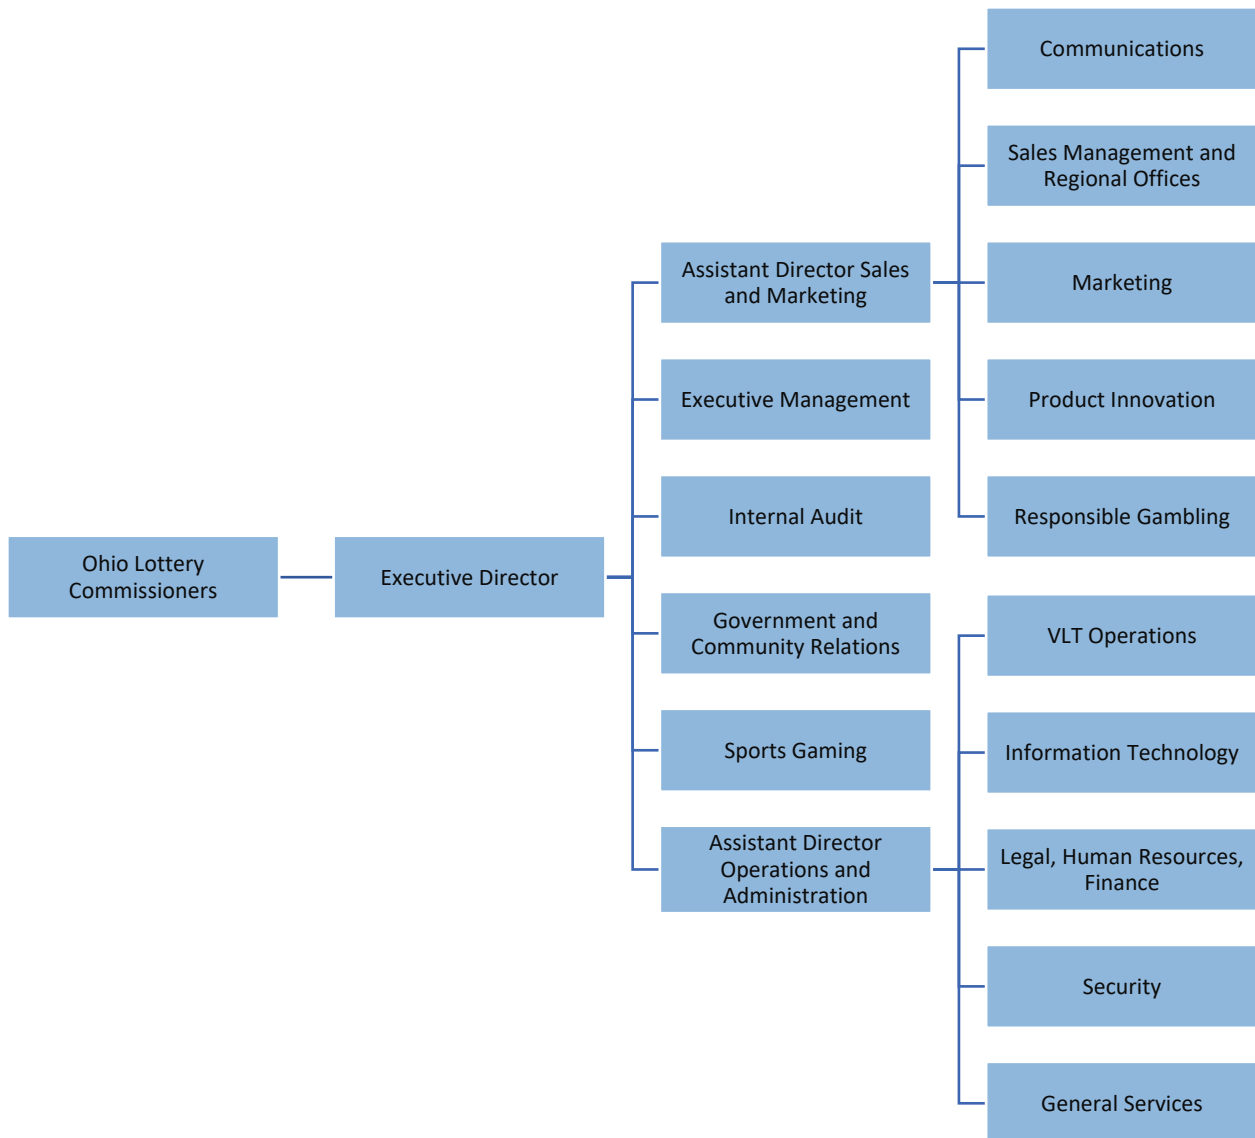 Communications
Sales Management and
Regional Offices
Assistant Director Sales
and Marketing
Marketing
Executive Management
Product Innovation
Internal Audit
Responsible Gambling
Ohio Lottery
Commissioners
Executive Director
Government and
Community Relations
VLT Operations
Sports Gaming
Information Technology
Assistant Director
Operations and
Administration
Legal, Human Resources,
Finance
Security
General Services